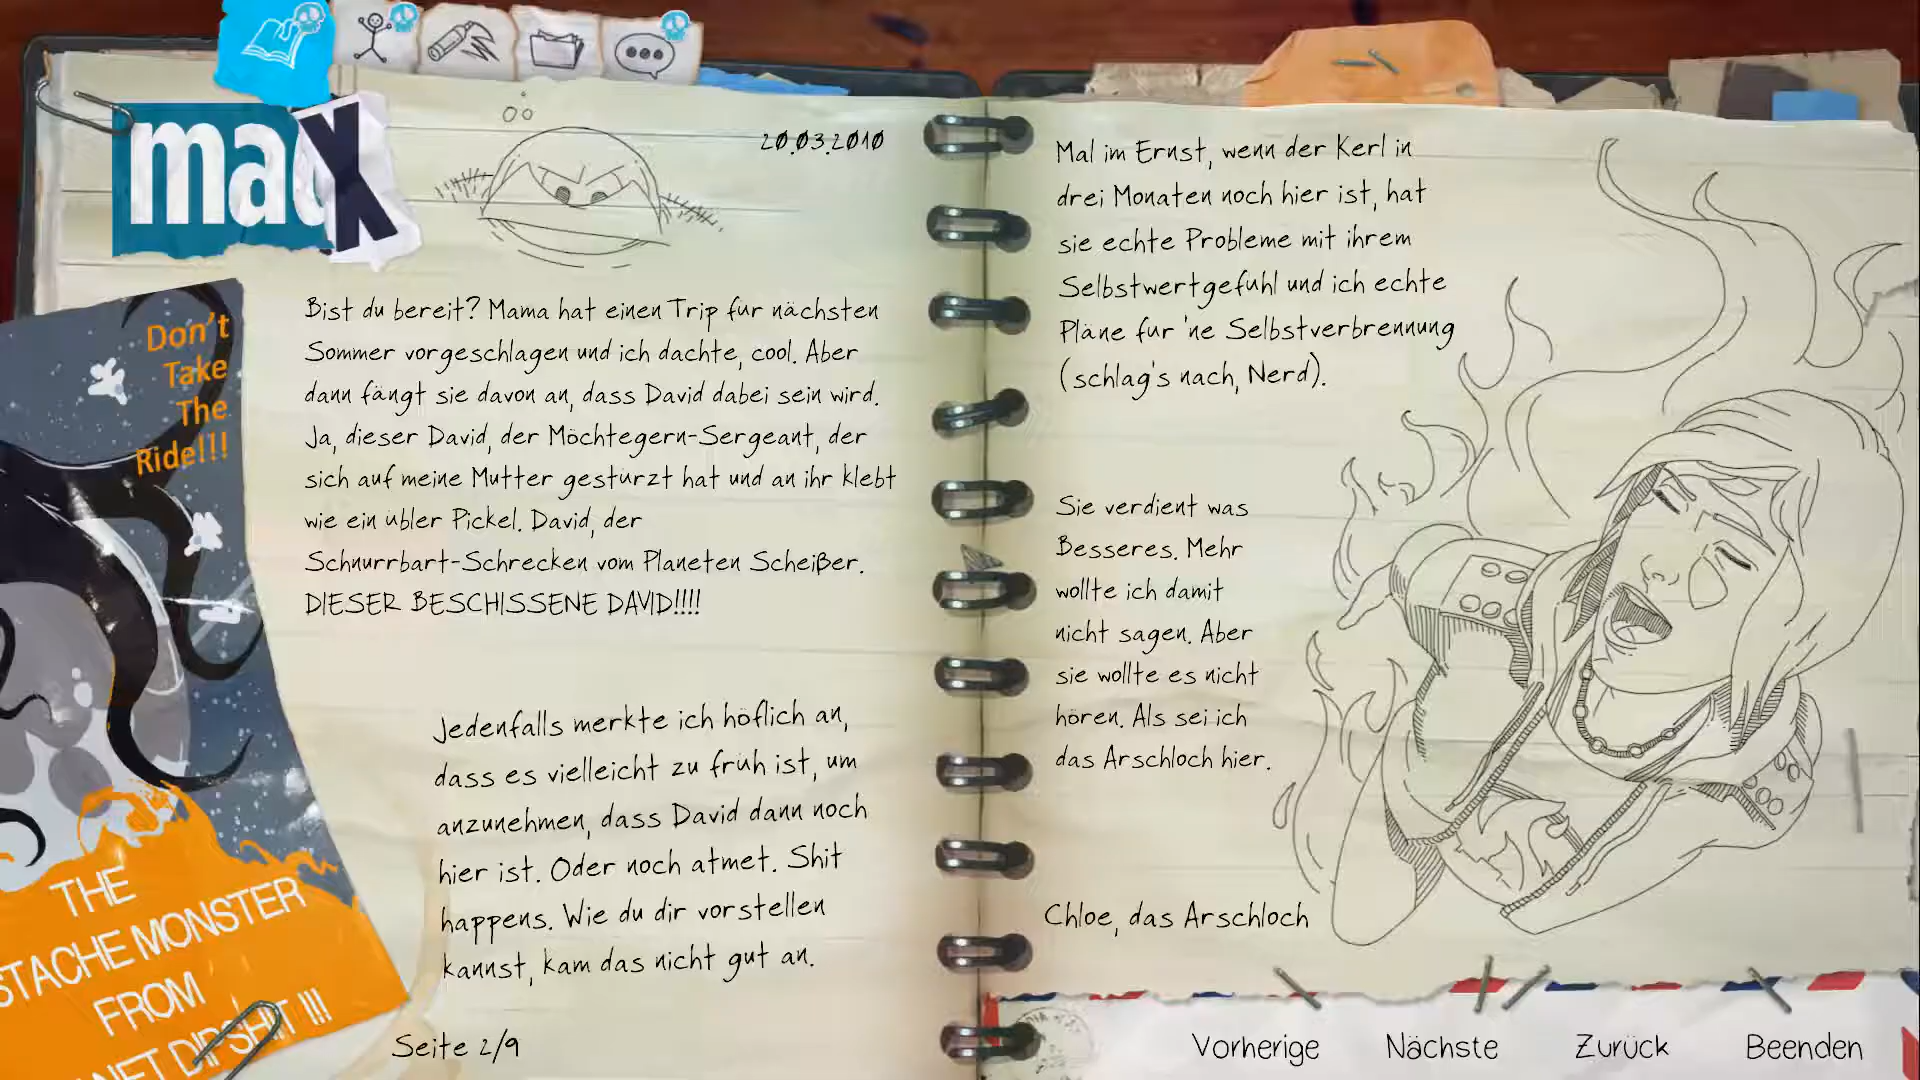 maX
Don't
Take
The
Ride!!!
THE
STACHE MONSTER
FROM
NET DIPSHIT !!!
20.03.2010
Bist du bereit? Mama hat einen Trip fur nächsten
Sommer vorgeschlagen und ich dachte, cool. Aber
dann fängt sie davon an, dass David dabei sein wird.
Ja, dieser David, der Möchtegern-Sergeant, der
sich auf meine Mutter gesturzt hat und an ihr klebt
wie ein ubler Pickel. David, der
Schnurrbart-Schrecken vom Planeten Scheißer.
DIESER BESCHISSENE DAVID!!!!
Jedenfalls merkte ich höflich an,
dass es vielleicht zu fruh ist, um
anzunehmen, dass David dann noch
hier ist. Oder noch atmet. Shit
happens. Wie du dir vorstellen
kannst, kam das nicht gut an.
Seite 2/9
Mal im Ernst, wenn der Kerl in
drei Monaten noch hier ist, hat
sie echte Probleme mit ihrem
Selbstwertgefuhl und ich echte
Pläne fur 'ne Selbstverbrennung
(schlag's nach, Nerd).
Sie verdient was
Besseres. Mehr
wollte ich damit
nicht sagen. Aber
sie wollte es nicht
hören. Als sei ich
das Arschloch hier.
Chloe, das Arschloch
Vorherige Nächste Zurück Beenden